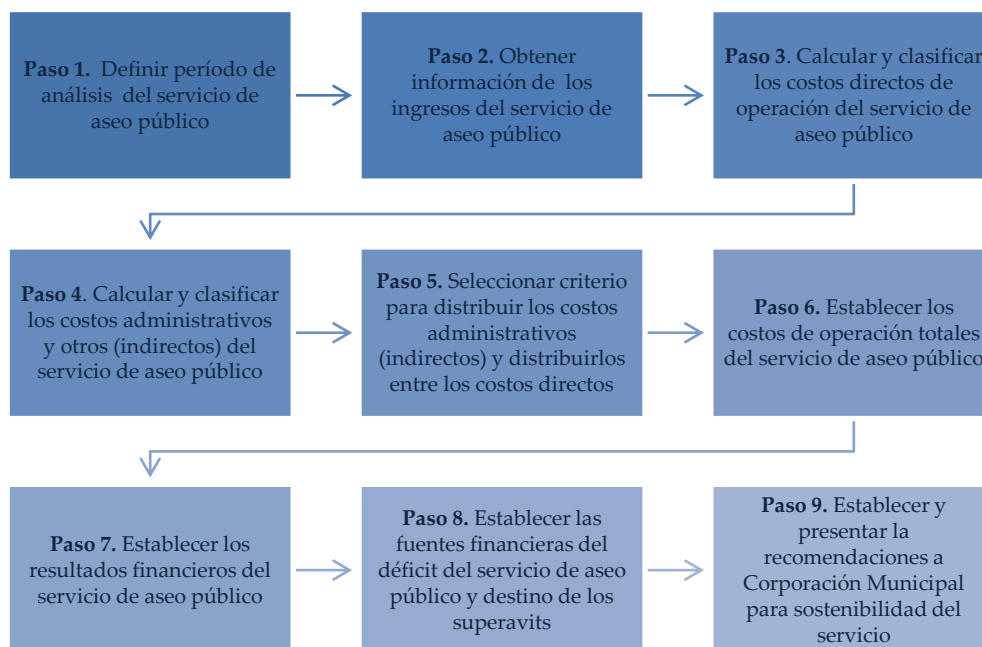 Paso 1. Definir período de
análisis del servicio de
aseo público
Paso 2. Obtener
información de los
ingresos del servicio de
aseo público
Paso 3. Calcular y clasificar
los costos directos de
operación del servicio de
aseo público
Paso 4. Calcular y clasificar
los costos administrativos
y otros (indirectos) del
servicio de aseo público
Paso 5. Seleccionar criterio
para distribuir los costos
administrativos
(indirectos) y distribuirlos
entre los costos directos
Paso 6. Establecer los
costos de operación totales
del servicio de aseo público
Paso 7. Establecer los
resultados financieros del
servicio de aseo público
Paso 8. Establecer las
fuentes financieras del
déficit del servicio de aseo
público y destino de los
superavits
Paso 9. Establecer y
presentar la
recomendaciones a
Corporación Municipal
para sostenibilidad del
servicio